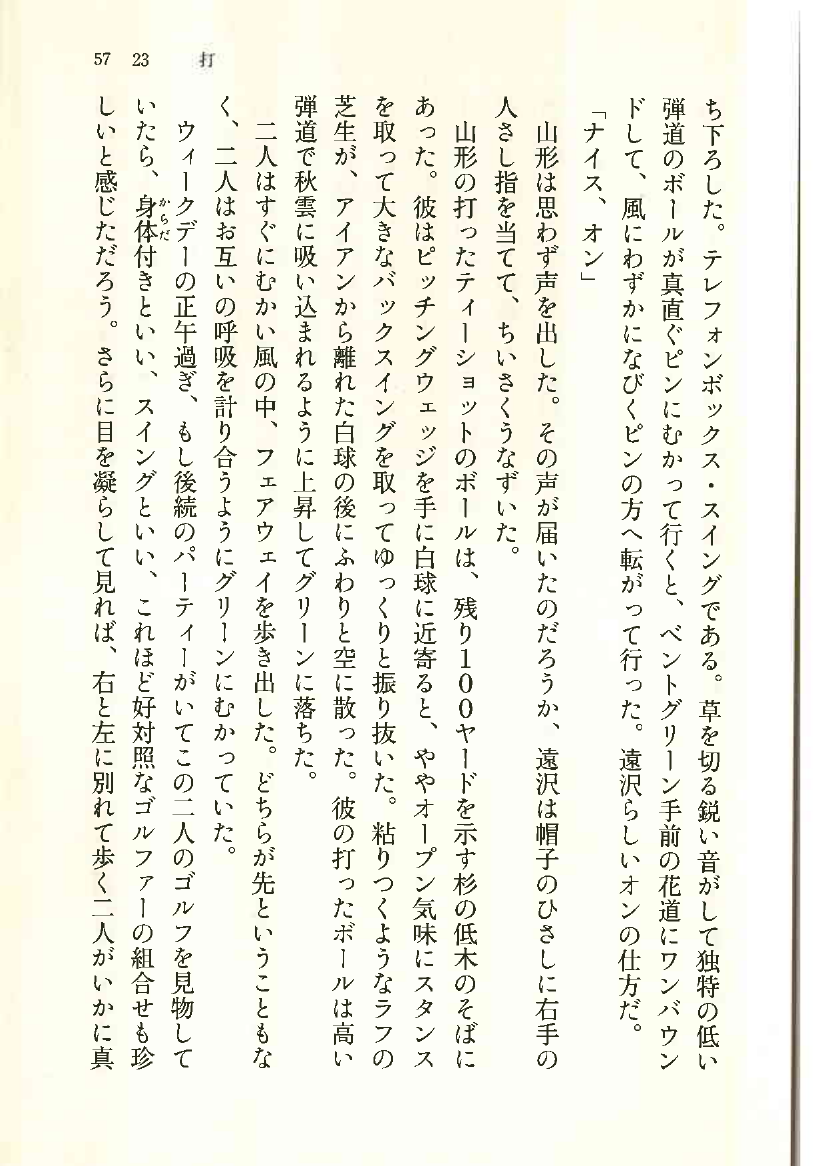 57　23　打
ち下ろした。テレフォンボックス・スイングである。草を切る鋭い音がして独特の低い
弾道のボールが真直ぐピンにむかって行くと、ベントグリーン手前の花道にワンバウン
ドして、風にわずかになびくピンの方へ転がって行った。遠沢らしいオンの仕方だ。
「ナイス、オン」
山形は思わず声を出した。その声が届いたのだろうか、遠沢は帽子のひさしに右手の
人さし指を当てて、ちいさくうなずいた。
山形の打ったティーショットのボールは、残り１００ヤードを示す杉の低木のそばに
あった。彼はピッチングウェッジを手に白球に近寄ると、ややオープン気味にスタンス
を取って大きなバックスイングを取ってゆっくりと振り抜いた。粘りつくようなラフの
芝生が、アイアンから離れた白球の後にふわりと空に散った。彼の打ったボールは高い
弾道で秋雲に吸い込まれるように上昇してグリーンに落ちた。
二人はすぐにむかい風の中、フェアウェイを歩き出した。どちらが先ということもな
く、二人はお互いの呼吸を計り合うようにグリーンにむかっていた。
ウィークデーの正午過ぎ、もし後続のパーティーがいてこの二人のゴルフを見物して
いたら、身体付きといい、スイングといい、これほど好対照なゴルファーの組合せも珍
からだ
しいと感じただろう。さらに目を凝らして見れば、右と左に別れて歩く二人がいかに真